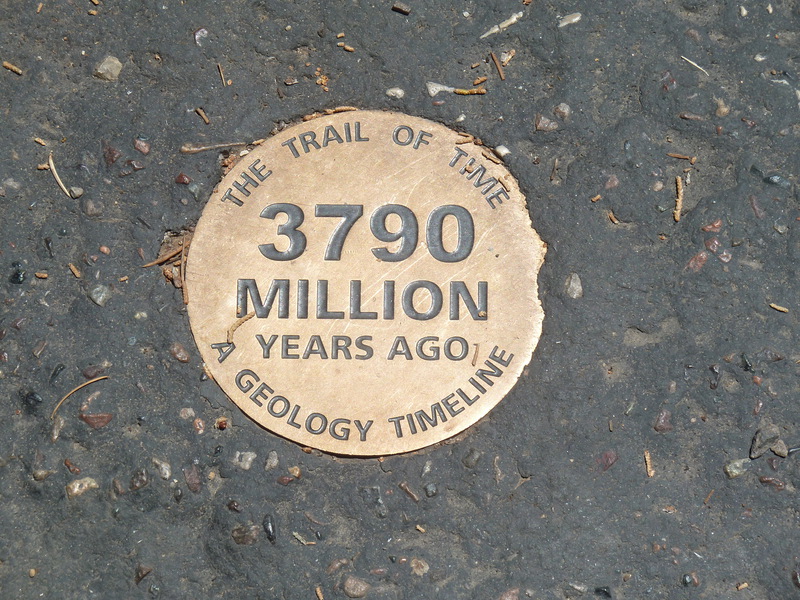 THE TRAIL OF TIME
3790
MILLION
YEARS AGO
A GEOLOGY TIMELINE